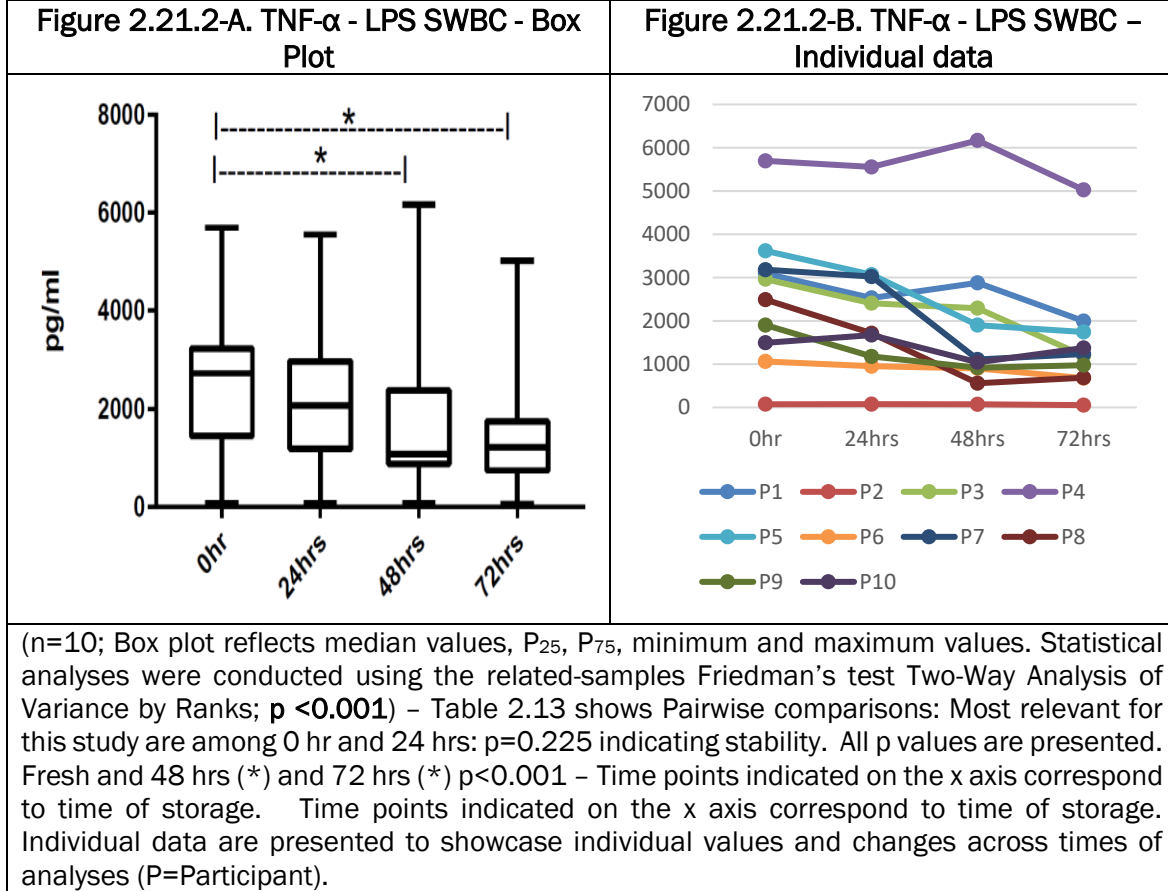 Figure 2.21.2-A. TNF-α - LPS SWBC - Box
Plot
Figure 2.21.2-B. TNF-α - LPS SWBC –
Individual data
8000
6000
4000
2000
0
pg/ml
*
*
0hr
24hrs
48hrs
72hrs
7000
6000
5000
4000
3000
2000
1000
0
0hr 24hrs 48hrs 72hrs
P1 P2 P3 P4
P5 P6 P7 P8
P9 P10
(n=10; Box plot reflects median values, P25, P75, minimum and maximum values. Statistical
analyses were conducted using the related-samples Friedman’s test Two-Way Analysis of
Variance by Ranks; p <0.001) – Table 2.13 shows Pairwise comparisons: Most relevant for
this study are among 0 hr and 24 hrs: p=0.225 indicating stability. All p values are presented.
Fresh and 48 hrs (*) and 72 hrs (*) p<0.001 – Time points indicated on the x axis correspond
to time of storage. Time points indicated on the x axis correspond to time of storage.
Individual data are presented to showcase individual values and changes across times of
analyses (P=Participant).